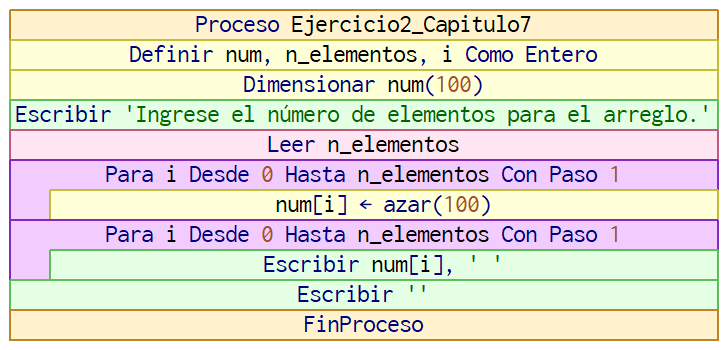 Proceso Ejercicio2_Capitulo7
Definir num, n_elementos, i Como Entero
Dimensionar num(100)
Escribir 'Ingrese el número de elementos para el arreglo.'
Leer n_elementos
Para i Desde 0 Hasta n_elementos Con Paso 1
num[i] ← azar(100)
Para i Desde 0 Hasta n_elementos Con Paso 1
Escribir num[i], ' '
Escribir ''
FinProceso